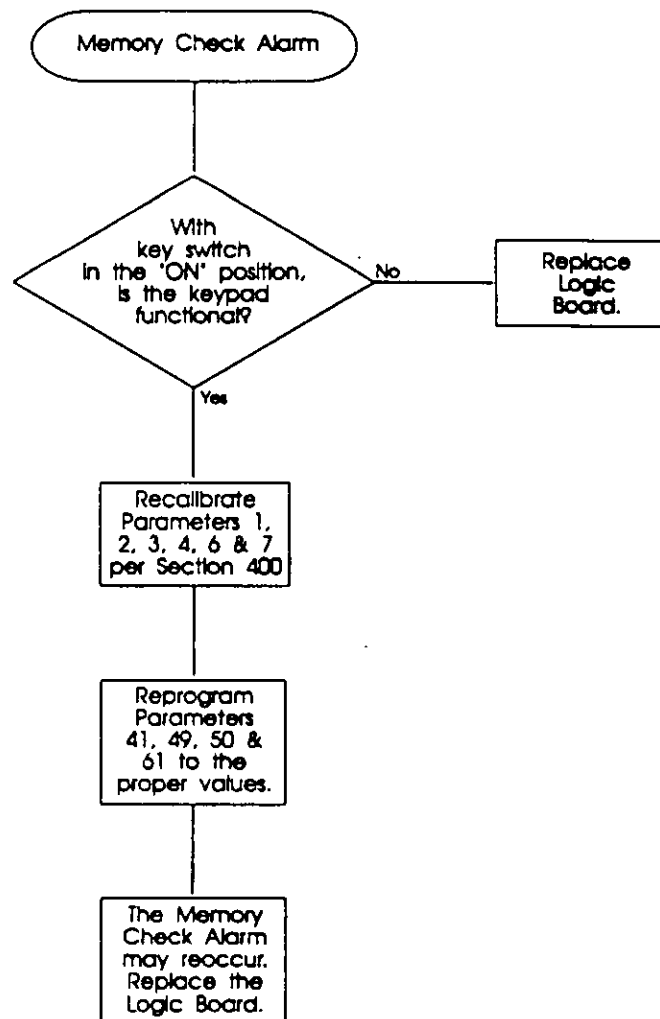 Memory Check Alarm
With
key switch
in the "ON" position,
is the keypad
functional?
No
Replace
Logic
Board.
Yes
Recalibrate
Parameters 1,
2, 3, 4, 6 & 7
per Section 400
Reprogram
Parameters
41, 49, 50 &
61 to the
proper values.
The Memory
Check Alarm
may reoccur.
Replace the
Logic Board.